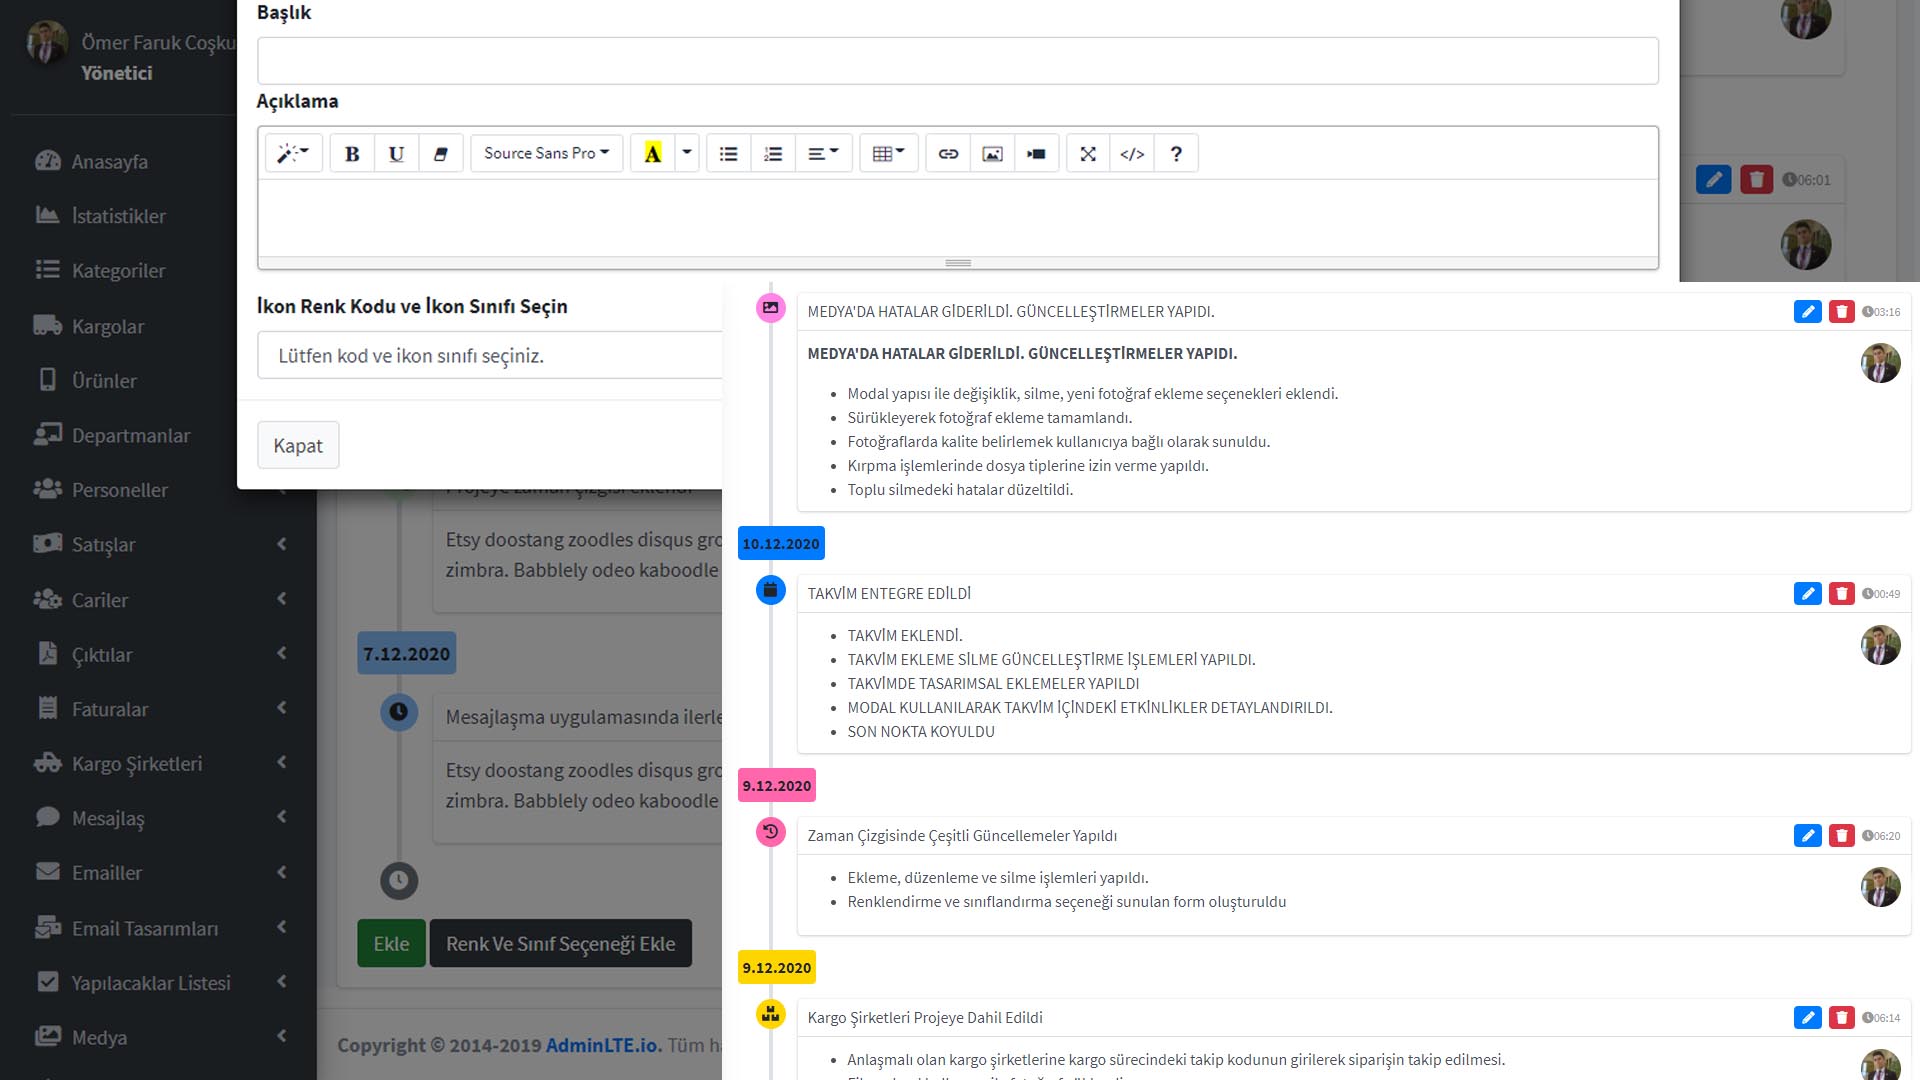 Ömer Faruk Coşku
Yönetici
Anasayfa
İstatistikler
Kategoriler
Kargolar
Ürünler
Departmanlar
Personeller
Satışlar
Cariler
Çıktılar
Faturalar
Kargo Şirketleri
Mesajlaş
Emailler
Email Tasarımları
Yapılacaklar Listesi
Medya
Başlık
Açıklama
B U Source Sans Pro A </> ?
06:01
İkon Renk Kodu ve İkon Sınıfı Seçin
Lütfen kod ve ikon sınıfı seçiniz.
Kapat
Projeye zaman çizgisi eklendi
Etsy doostang zoodles disqus gro
zimbra. Babblely odeo kaboodle
7.12.2020
Mesajlaşma uygulamasında ilerle
Etsy doostang zoodles disqus gro
zimbra. Babblely odeo kaboodle
Ekle
Renk Ve Sınıf Seçeneği Ekle
Copyright © 2014-2019 AdminLTE.io. Tüm ha
MEDYA'DA HATALAR GİDERİLDİ. GÜNCELLEŞTİRMELER YAPIDI.
03:16
MEDYA'DA HATALAR GİDERİLDİ. GÜNCELLEŞTİRMELER YAPIDI.
Modal yapısı ile değişiklik, silme, yeni fotoğraf ekleme seçenekleri eklendi.
Sürükleyerek fotoğraf ekleme tamamlandı.
Fotoğraflarda kalite belirlemek kullanıcıya bağlı olarak sunuldu.
Kırpma işlemlerinde dosya tiplerine izin verme yapıldı.
Toplu silmedeki hatalar düzeltildi.
10.12.2020
TAKVİM ENTEGRE EDİLDİ
00:49
TAKVİM EKLENDİ.
TAKVİM EKLEME SİLME GÜNCELLEŞTİRME İŞLEMLERİ YAPILDI.
TAKVİMDE TASARIMSAL EKLEMELER YAPILDI
MODAL KULLANILARAK TAKVİM İÇİNDEKİ ETKİNLİKLER DETAYLANDIRILDI.
SON NOKTA KOYULDU
9.12.2020
Zaman Çizgisinde Çeşitli Güncellemeler Yapıldı
06:20
Ekleme, düzenleme ve silme işlemleri yapıldı.
Renklendirme ve sınıflandırma seçeneği sunulan form oluşturuldu
9.12.2020
Kargo Şirketleri Projeye Dahil Edildi
06:14
Anlaşmalı olan kargo şirketlerine kargo sürecindeki takip kodunun girilerek siparişin takip edilmesi.